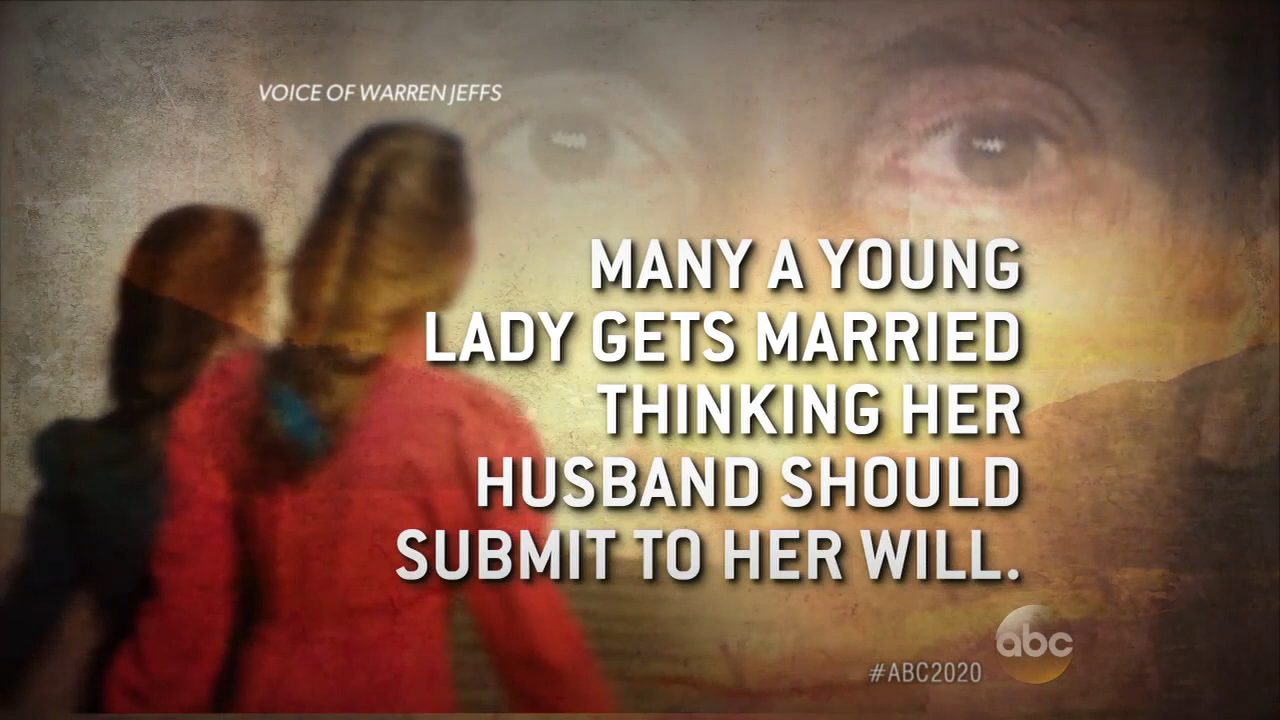 VOICE OF WARREN JEFFS
MANY A YOUNG
LADY GETS MARRIED
THINKING HER
HUSBAND SHOULD
SUBMIT TO HER WILL.
abc
#ABC2020